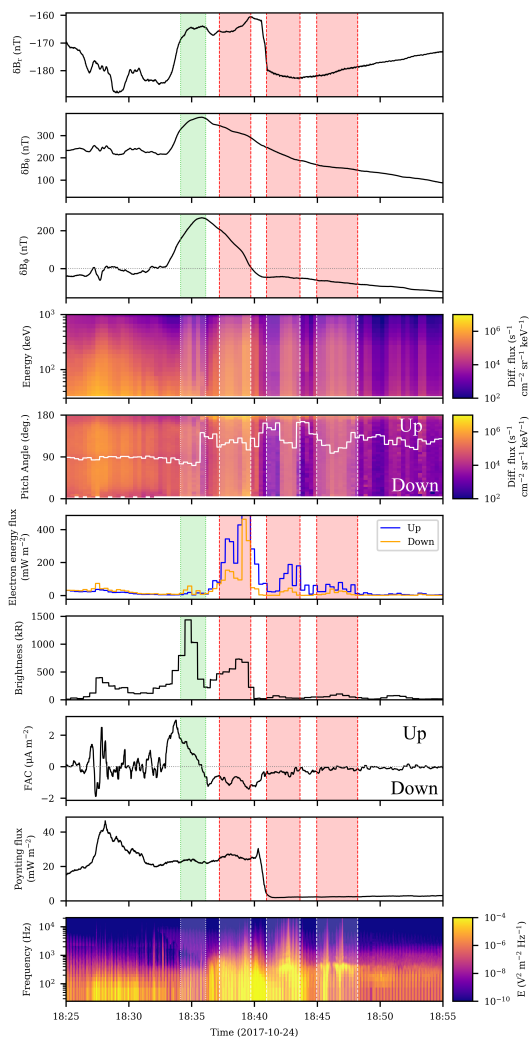 −160
−170
−180
δBr (nT)
300
200
100
δBθ (nT)
200
0
δBϕ (nT)
10³
10²
Energy (keV)
10⁶
10⁴
10²
Diff. flux (s⁻¹
cm⁻² sr⁻¹ keV⁻¹)
180
90
0
Pitch Angle (deg.)
Up
Down
10⁶
10⁴
10²
Diff. flux (s⁻¹
cm⁻² sr⁻¹ keV⁻¹)
400
200
0
Electron energy flux
(mW m⁻²)
Up
Down
1500
1000
500
0
Brightness (kR)
2
0
−2
FAC (μA m⁻²)
Up
Down
40
20
0
Poynting flux
(mW m⁻²)
10⁴
10³
10²
Frequency (Hz)
10⁻⁴
10⁻⁶
10⁻⁸
10⁻¹⁰
E (V² m⁻² Hz⁻¹)
18:25 18:30 18:35 18:40 18:45 18:50 18:55
Time (2017-10-24)